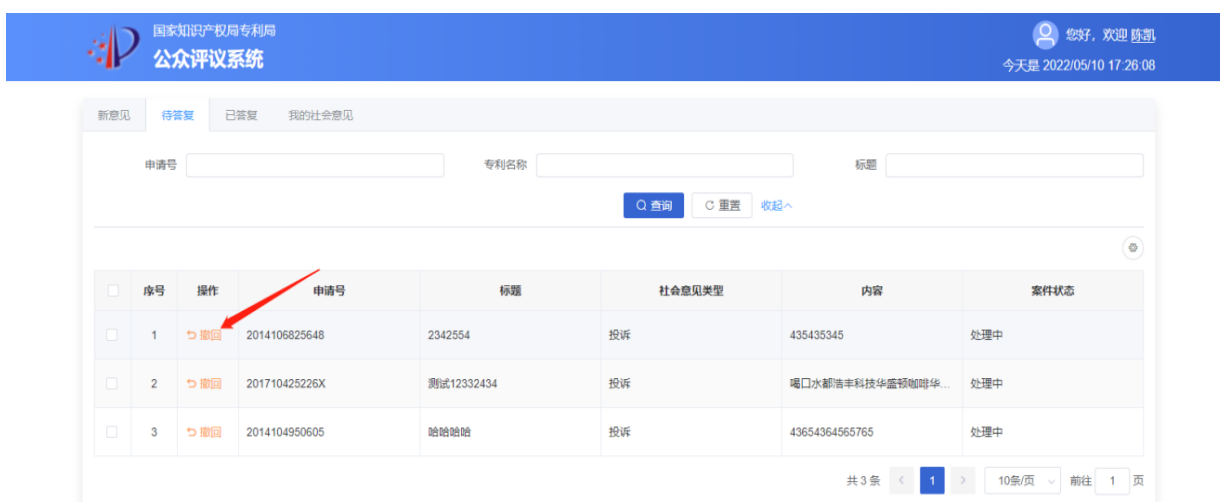 国家知识产权局专利局
公众评议系统
您好，欢迎 陈凯
今天是 2022/05/10 17:26:08
新意见 待答复 已答复 我的社会意见
申请号 专利名称 标题
查询 重置 收起
序号 操作 申请号 标题 社会意见类型 内容 案件状态
1 撤回 2014106825648 2342554 投诉 435435345 处理中
2 撤回 201710425226X 测试12332434 投诉 喝口水都浩丰科技华盛顿咖啡华... 处理中
3 撤回 2014104950605 哈哈哈哈 投诉 43654364565765 处理中
共 3 条 < 1 > 10条/页 前往 1 页